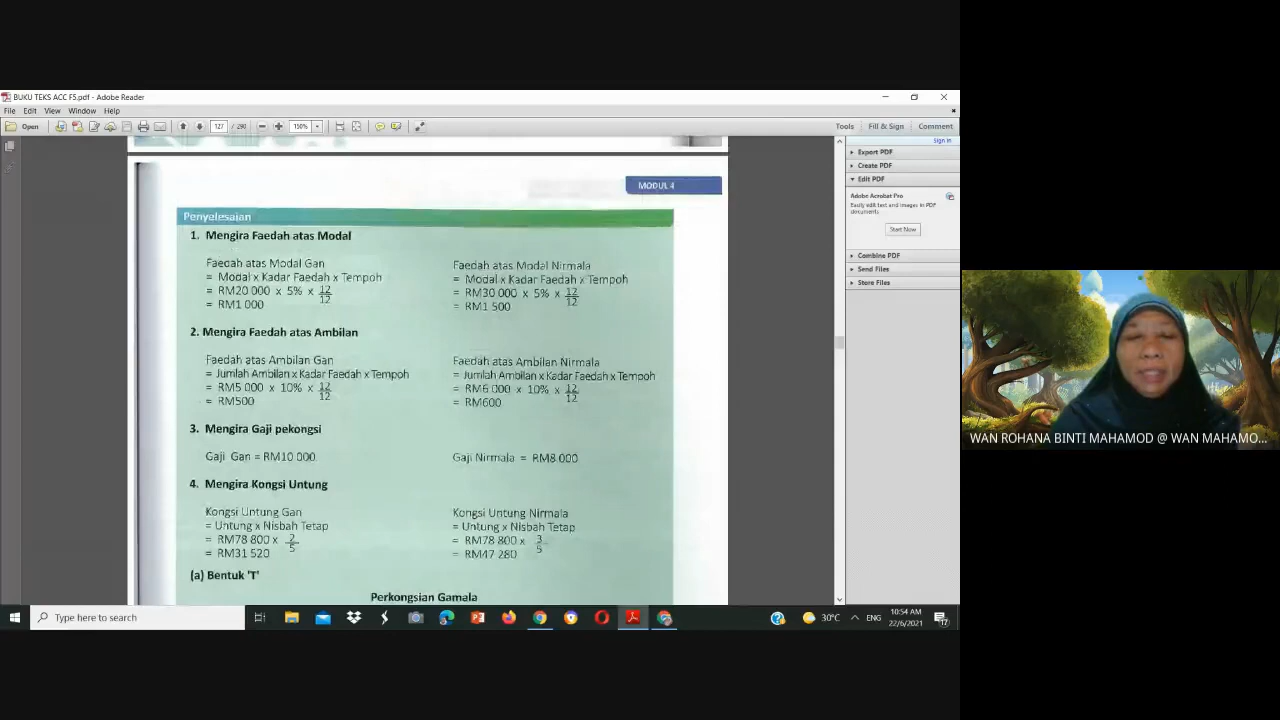 BUKU TEKS ACC F5.pdf - Adobe Reader
File Edit View Window Help
Open
127 / 290
150%
Tools Fill & Sign Comment
Sign In
Export PDF
Create PDF
Edit PDF
Adobe Acrobat Pro
Easily edit text and images in PDF
documents
Start Now
Combine PDF
Send Files
Store Files
MODUL 4
Penyelesaian
1. Mengira Faedah atas Modal
Faedah atas Modal Gan
= Modal x Kadar Faedah x Tempoh
= RM20 000 x 5% x 12/12
= RM1 000
Faedah atas Modal Nirmala
= Modal x Kadar Faedah x Tempoh
= RM30 000 x 5% x 12/12
= RM1 500
2. Mengira Faedah atas Ambilan
Faedah atas Ambilan Gan
= Jumlah Ambilan x Kadar Faedah x Tempoh
= RM5 000 x 10% x 12/12
= RM500
Faedah atas Ambilan Nirmala
= Jumlah Ambilan x Kadar Faedah x Tempoh
= RM6 000 x 10% x 12/12
= RM600
3. Mengira Gaji pekongsi
Gaji Gan = RM10 000
Gaji Nirmala = RM8 000
4. Mengira Kongsi Untung
Kongsi Untung Gan
= Untung x Nisbah Tetap
= RM78 800 x 2/5
= RM31 520
Kongsi Untung Nirmala
= Untung x Nisbah Tetap
= RM78 800 x 3/5
= RM47 280
(a) Bentuk 'T'
Perkongsian Gamala
WAN ROHANA BINTI MAHAMOD @ WAN MAHAMO...
Type here to search
30°C
ENG
10:54 AM
22/6/2021
17